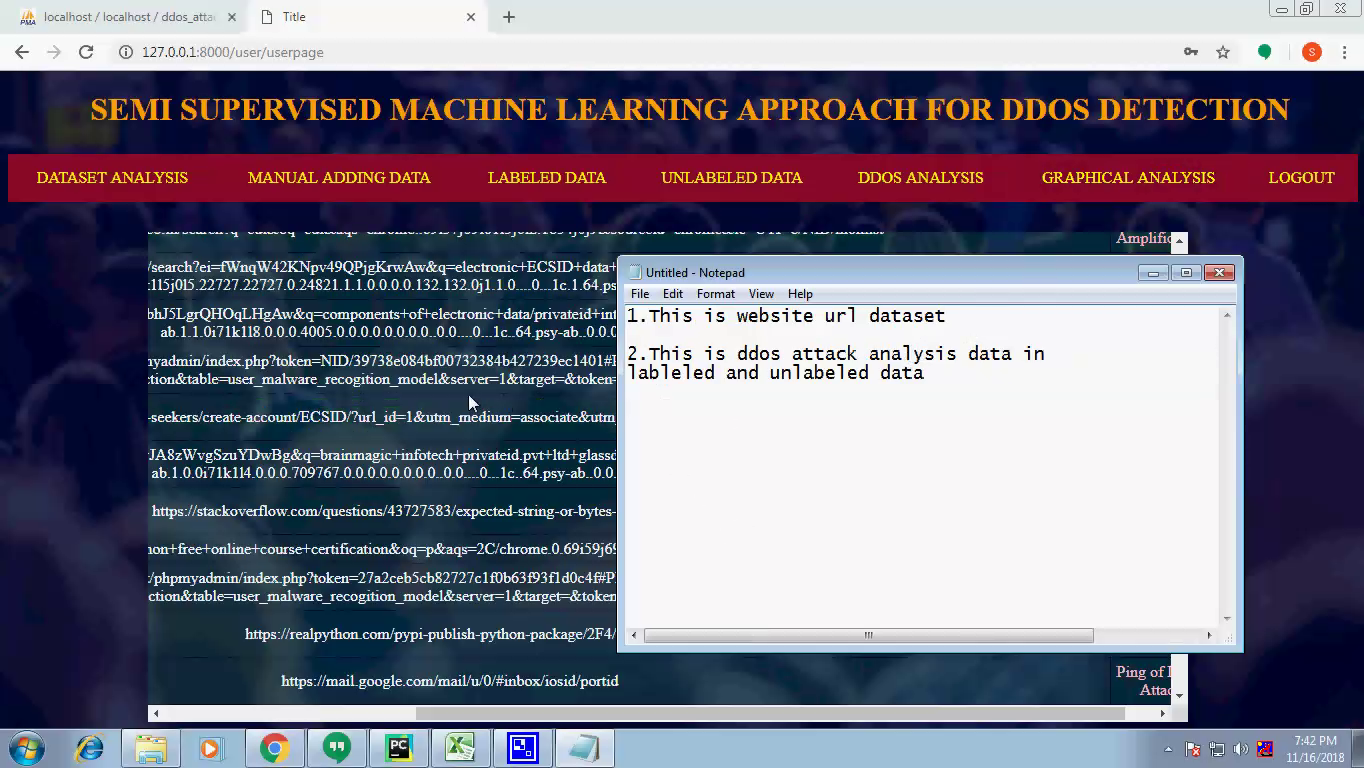 localhost / localhost / ddos_atta
Title
127.0.0.1:8000/user/userpage
S
SEMI SUPERVISED MACHINE LEARNING APPROACH FOR DDOS DETECTION
DATASET ANALYSIS MANUAL ADDING DATA LABELED DATA UNLABELED DATA DDOS ANALYSIS GRAPHICAL ANALYSIS LOGOUT
Amplific
/search?ei=fWnqW42KNpv49QPjgKrwAw&q=electronic+ECSID+data+
115j0l5.22727.22727.0.24821.1.1.0.0.0.0.132.132.0j1.1.0....0...1c.1.64.ps
bhJ5LgrQHOqLHgAw&q=components+of+electronic+data/privateid+int
ab.1.1.0i71k1l8.0.0.0.4005.0.0.0.0.0.0.0.0..0.0....0...1c..64.psy-ab..0.0.0
myadmin/index.php?token=NID/39738e084bf00732384b427239ec1401#P
ction&table=user_malware_recogition_model&server=1&target=&token=
-seekers/create-account/ECSID/?url_id=1&utm_medium=associate&utm_
JA8zWvgSzuYDwBg&q=brainmagic+infotech+privateid.pvt+ltd+glassd
ab.1.0.0i71k1l4.0.0.0.709767.0.0.0.0.0.0.0.0..0.0....0...1c..64.psy-ab..0.0.
https://stackoverflow.com/questions/43727583/expected-string-or-bytes-
hon+free+online+course+certification&oq=p&aqs=2C/chrome.0.69i59j69
/phpmyadmin/index.php?token=27a2ceb5cb82727c1f0b63f93f1d0c4f#P
ction&table=user_malware_recogition_model&server=1&target=&token
https://realpython.com/pypi-publish-python-package/2F4/
https://mail.google.com/mail/u/0/#inbox/iosid/portid
Ping of
Attac
Untitled - Notepad
File Edit Format View Help
1.This is website url dataset
2.This is ddos attack analysis data in
lableled and unlabeled data
7:42 PM
11/16/2018